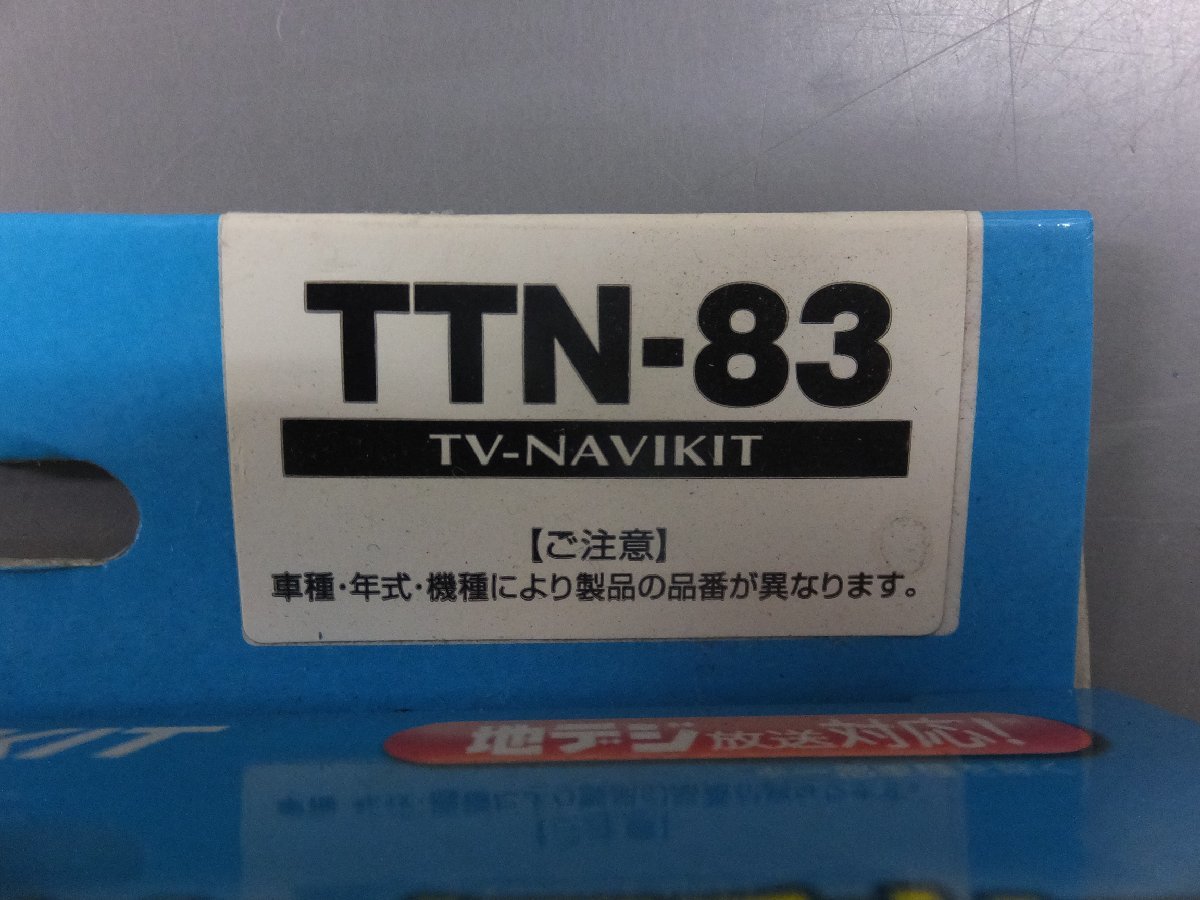 TTN-83
TV-NAVIKIT
【ご注意】
車種・年式・機種により製品の品番が異なります。
KIT
地デジ放送対応!